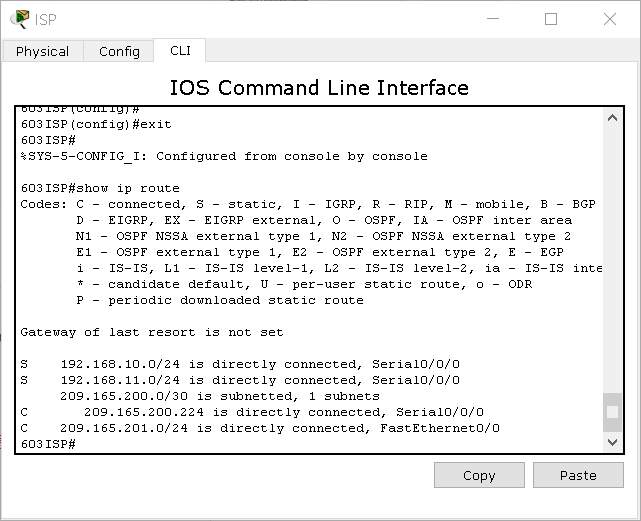 ISP
Physical Config CLI
IOS Command Line Interface
603ISP(config)#
603ISP(config)#exit
603ISP#
%SYS-5-CONFIG_I: Configured from console by console
603ISP#show ip route
Codes: C - connected, S - static, I - IGRP, R - RIP, M - mobile, B - BGP
D - EIGRP, EX - EIGRP external, O - OSPF, IA - OSPF inter area
N1 - OSPF NSSA external type 1, N2 - OSPF NSSA external type 2
E1 - OSPF external type 1, E2 - OSPF external type 2, E - EGP
i - IS-IS, L1 - IS-IS level-1, L2 - IS-IS level-2, ia - IS-IS inte
* - candidate default, U - per-user static route, o - ODR
P - periodic downloaded static route
Gateway of last resort is not set
S 192.168.10.0/24 is directly connected, Serial0/0/0
S 192.168.11.0/24 is directly connected, Serial0/0/0
209.165.200.0/30 is subnetted, 1 subnets
C 209.165.200.224 is directly connected, Serial0/0/0
C 209.165.201.0/24 is directly connected, FastEthernet0/0
603ISP#
Copy Paste